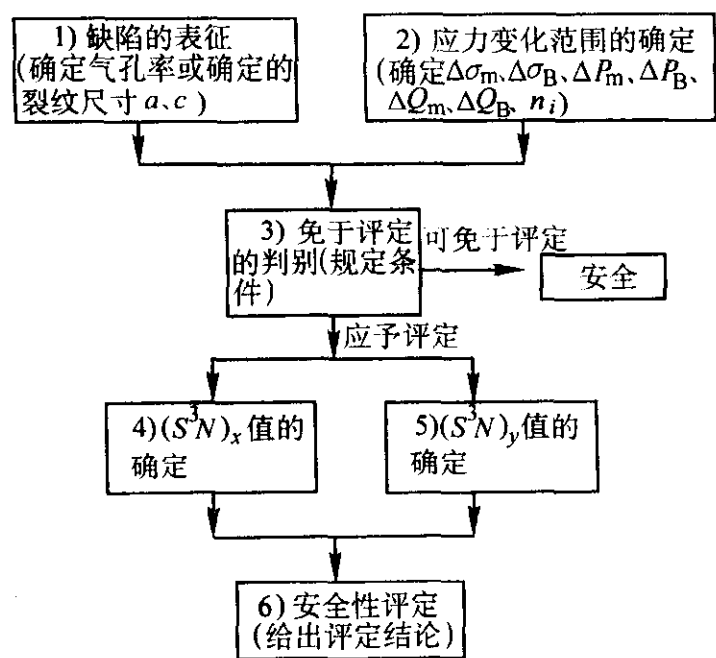 1) 缺陷的表征
(确定气孔率或确定的
裂纹尺寸 a、c )
2) 应力变化范围的确定
(确定Δσm、ΔσB、ΔPm、ΔPB、
ΔQm、ΔQB、ni)
3) 免于评定
的判别(规定条
件)
可免于评定
安全
应予评定
4)(S³N)x 值的
确定
5)(S³N)y 值的
确定
6) 安全性评定
(给出评定结论)